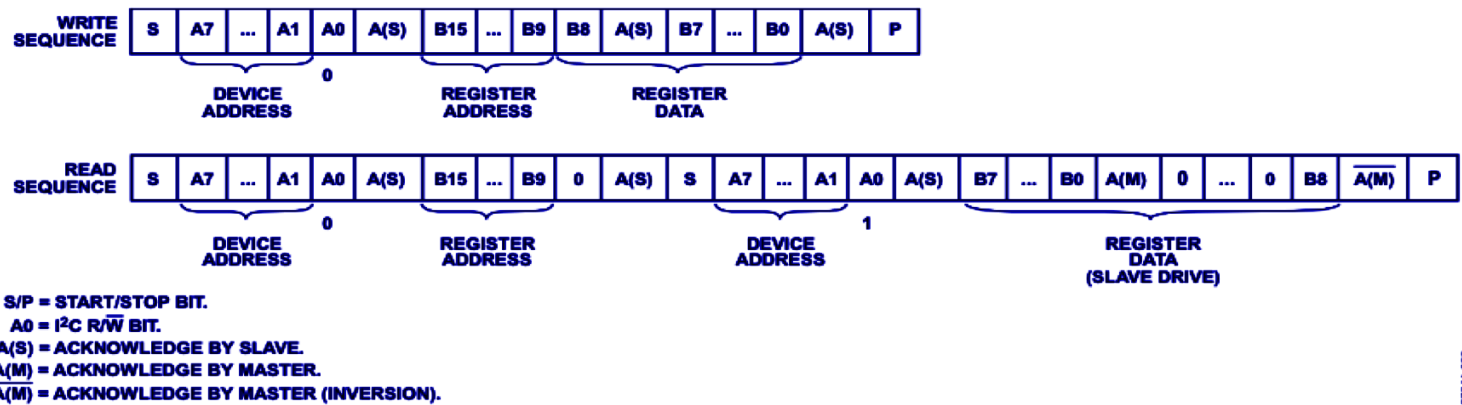 WRITE SEQUENCE S A7 ... A1 A0 A(S) B15 ... B9 B8 A(S) B7 ... B0 A(S) P
0
DEVICE ADDRESS REGISTER ADDRESS REGISTER DATA
READ SEQUENCE S A7 ... A1 A0 A(S) B15 ... B9 0 A(S) S A7 ... A1 A0 A(S) B7 ... B0 A(M) 0 ... 0 B8 A(M) P
0 1
DEVICE ADDRESS REGISTER ADDRESS DEVICE ADDRESS REGISTER DATA (SLAVE DRIVE)
S/P = START/STOP BIT.
A0 = I²C R/W̅ BIT.
A(S) = ACKNOWLEDGE BY SLAVE.
A(M) = ACKNOWLEDGE BY MASTER.
A(M) = ACKNOWLEDGE BY MASTER (INVERSION).